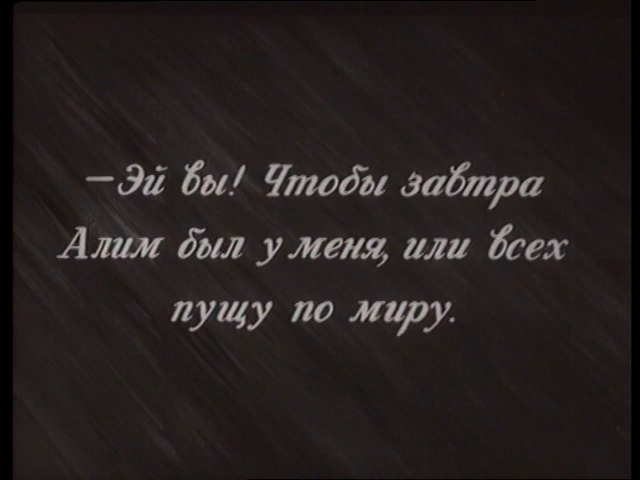 — Эй вы! Чтобы завтра
Алим был у меня, или всех
пущу по миру.